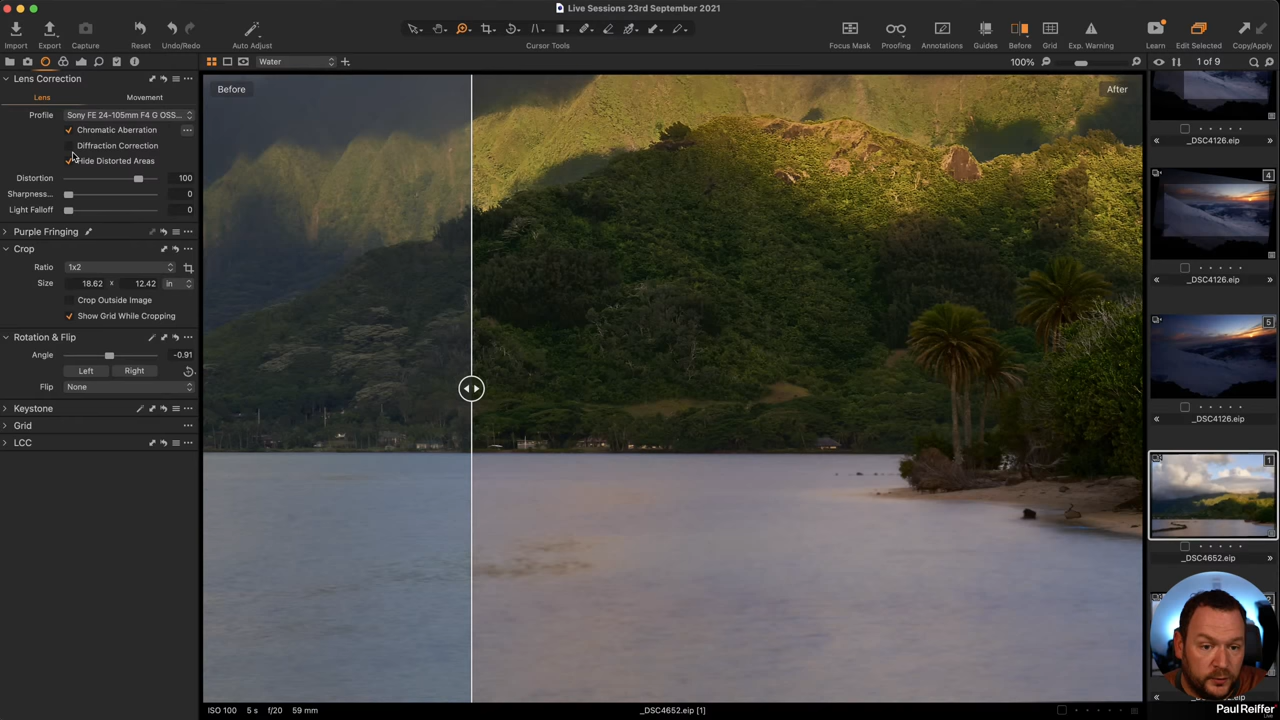 Live Sessions 23rd September 2021
Import Export Capture Reset Undo/Redo Auto Adjust Cursor Tools Focus Mask Proofing Annotations Guides Before Grid Exp. Warning Learn Edit Selected Copy/Apply
Water 100% 1 of 9
Lens Correction
Lens Movement
Profile Sony FE 24-105mm F4 G OSS...
Chromatic Aberration
Diffraction Correction
Hide Distorted Areas
Distortion 100
Sharpness... 0
Light Falloff 0
Purple Fringing
Crop
Ratio 1x2
Size 18.62 x 12.42 in
Crop Outside Image
Show Grid While Cropping
Rotation & Flip
Angle -0.91
Left Right
Flip None
Keystone
Grid
LCC
Before After
_DSC4126.eip
4
_DSC4126.eip
5
_DSC4126.eip
1
_DSC4652.eip
Paul Reiffer
Live
ISO 100 5 s f/20 59 mm _DSC4652.eip [1]